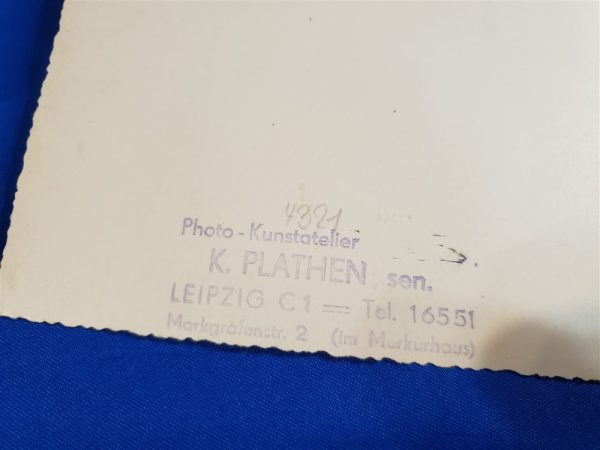 4321
Photo-Kunstatelier
K. PLATHEN sen.
LEIPZIG C1 = Tel. 16551
Markgrafenstr. 2 (im Merkurhaus)